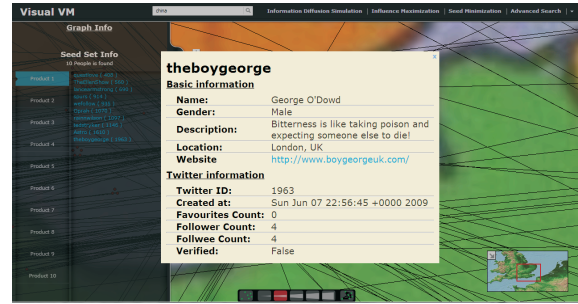 Visual VM
china
Information Diffusion Simulation | Influence Maximization | Seed Minimization | Advanced Search |
Graph Info
Seed Set Info
10 People is found
Product 1
Product 2
Product 3
Product 4
Product 5
Product 6
Product 7
Product 8
Product 9
Product 10
theboygeorge
x
Basic information
Name: George O'Dowd
Gender: Male
Description: Bitterness is like taking poison and
expecting someone else to die!
Location: London, UK
Website http://www.boygeorgeuk.com/
Twitter information
Twitter ID: 1963
Created at: Sun Jun 07 22:56:45 +0000 2009
Favourites Count: 0
Follower Count: 4
Followee Count: 4
Verified: False